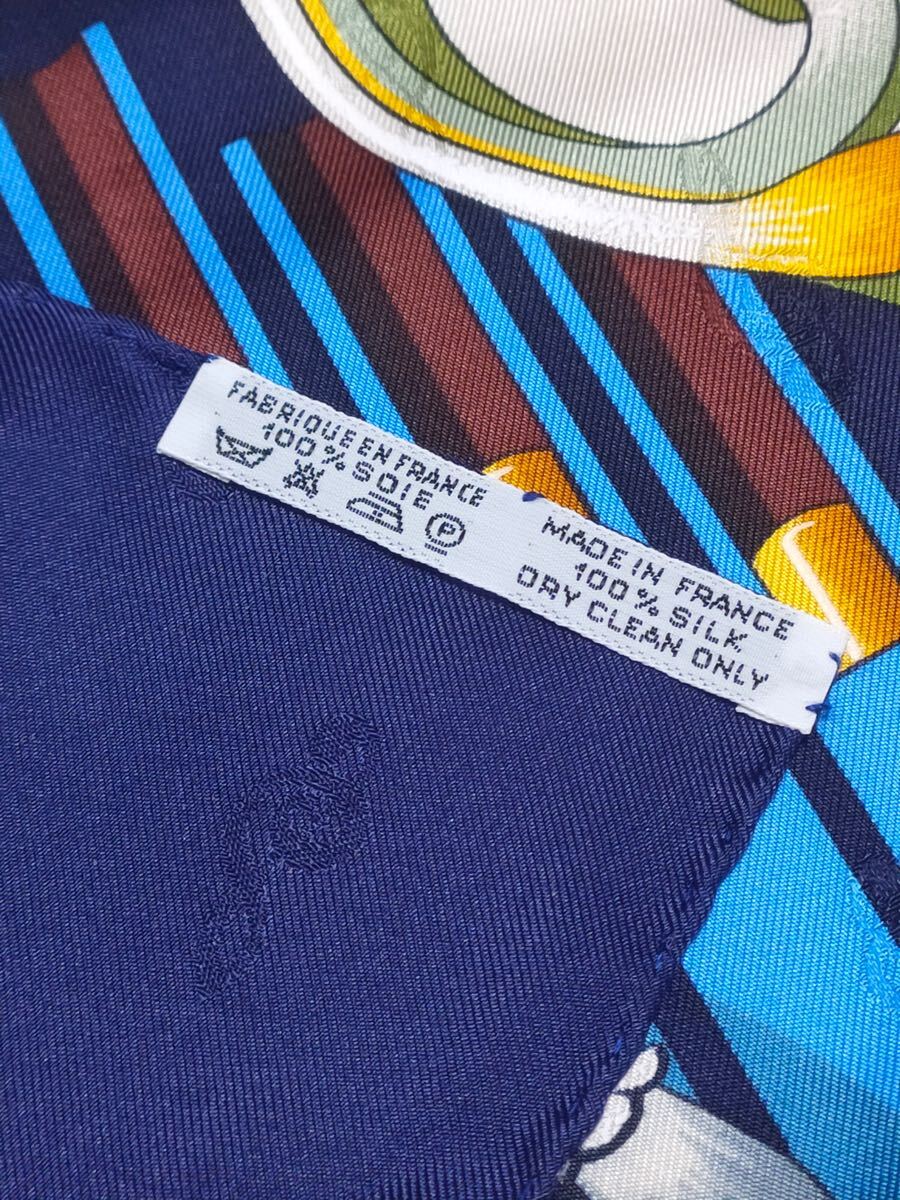 FABRIQUE EN FRANCE
100% SOIE
P
MADE IN FRANCE
100% SILK
DRY CLEAN ONLY